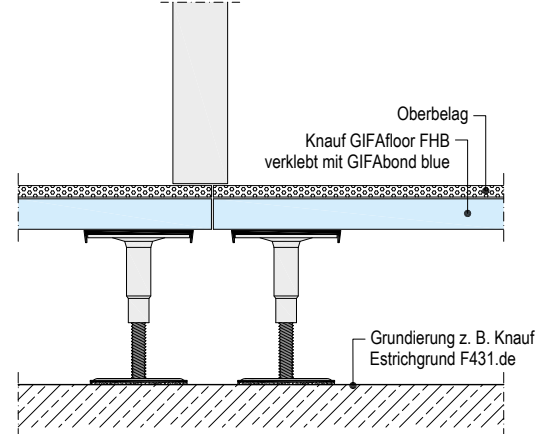 Oberbelag
Knauf GIFAfloor FHB
verklebt mit GIFAbond blue
Grundierung z. B. Knauf
Estrichgrund F431.de